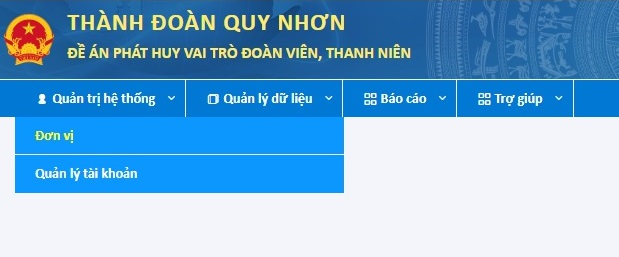 THÀNH ĐOÀN QUY NHƠN
ĐỀ ÁN PHÁT HUY VAI TRÒ ĐOÀN VIÊN, THANH NIÊN
Quản trị hệ thống Quản lý dữ liệu Báo cáo Trợ giúp
Đơn vị
Quản lý tài khoản